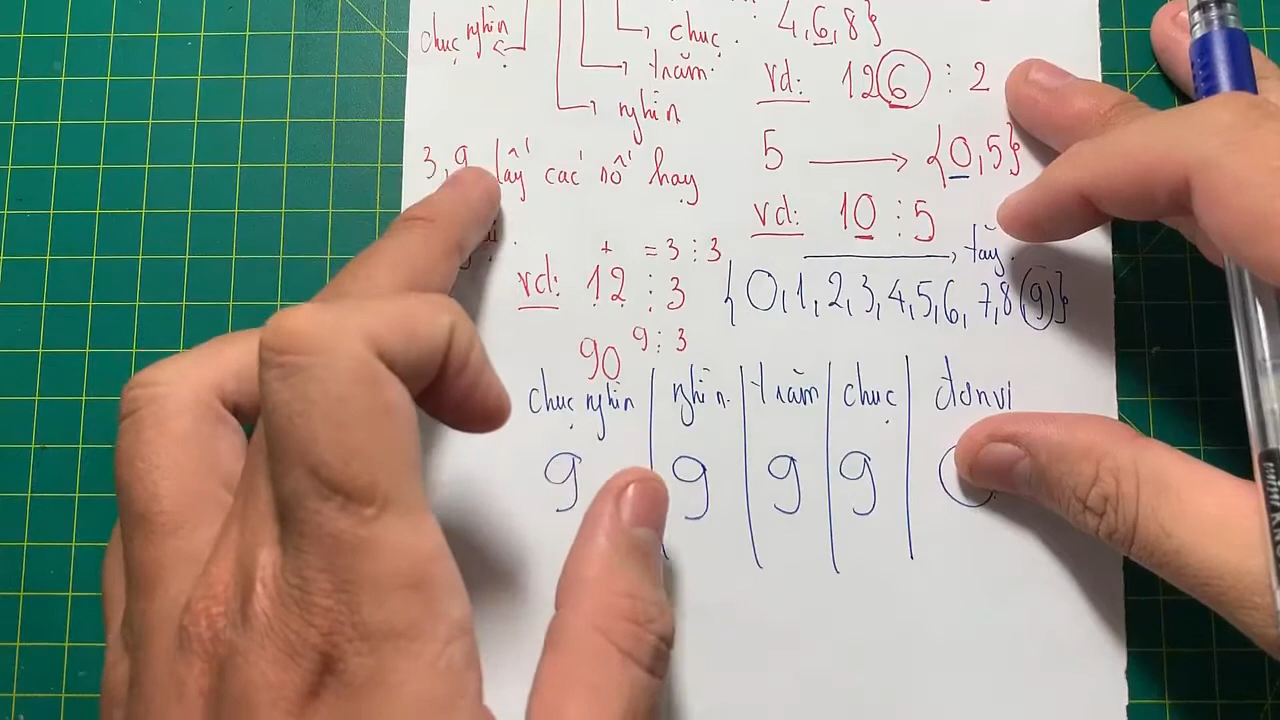 chục nghìn
chục.
trăm.
nghìn
4,6,8}
vd: 126 : 2
5 → {0,5}
vd: 10 : 5
3,9 lấy các số hay
tây.
vd: 12 : 3
+ = 3 : 3
{0,1,2,3,4,5,6,7,8,9}
90 9 : 3
chục nghìn nghìn trăm chục đơn vị
9 9 9 9